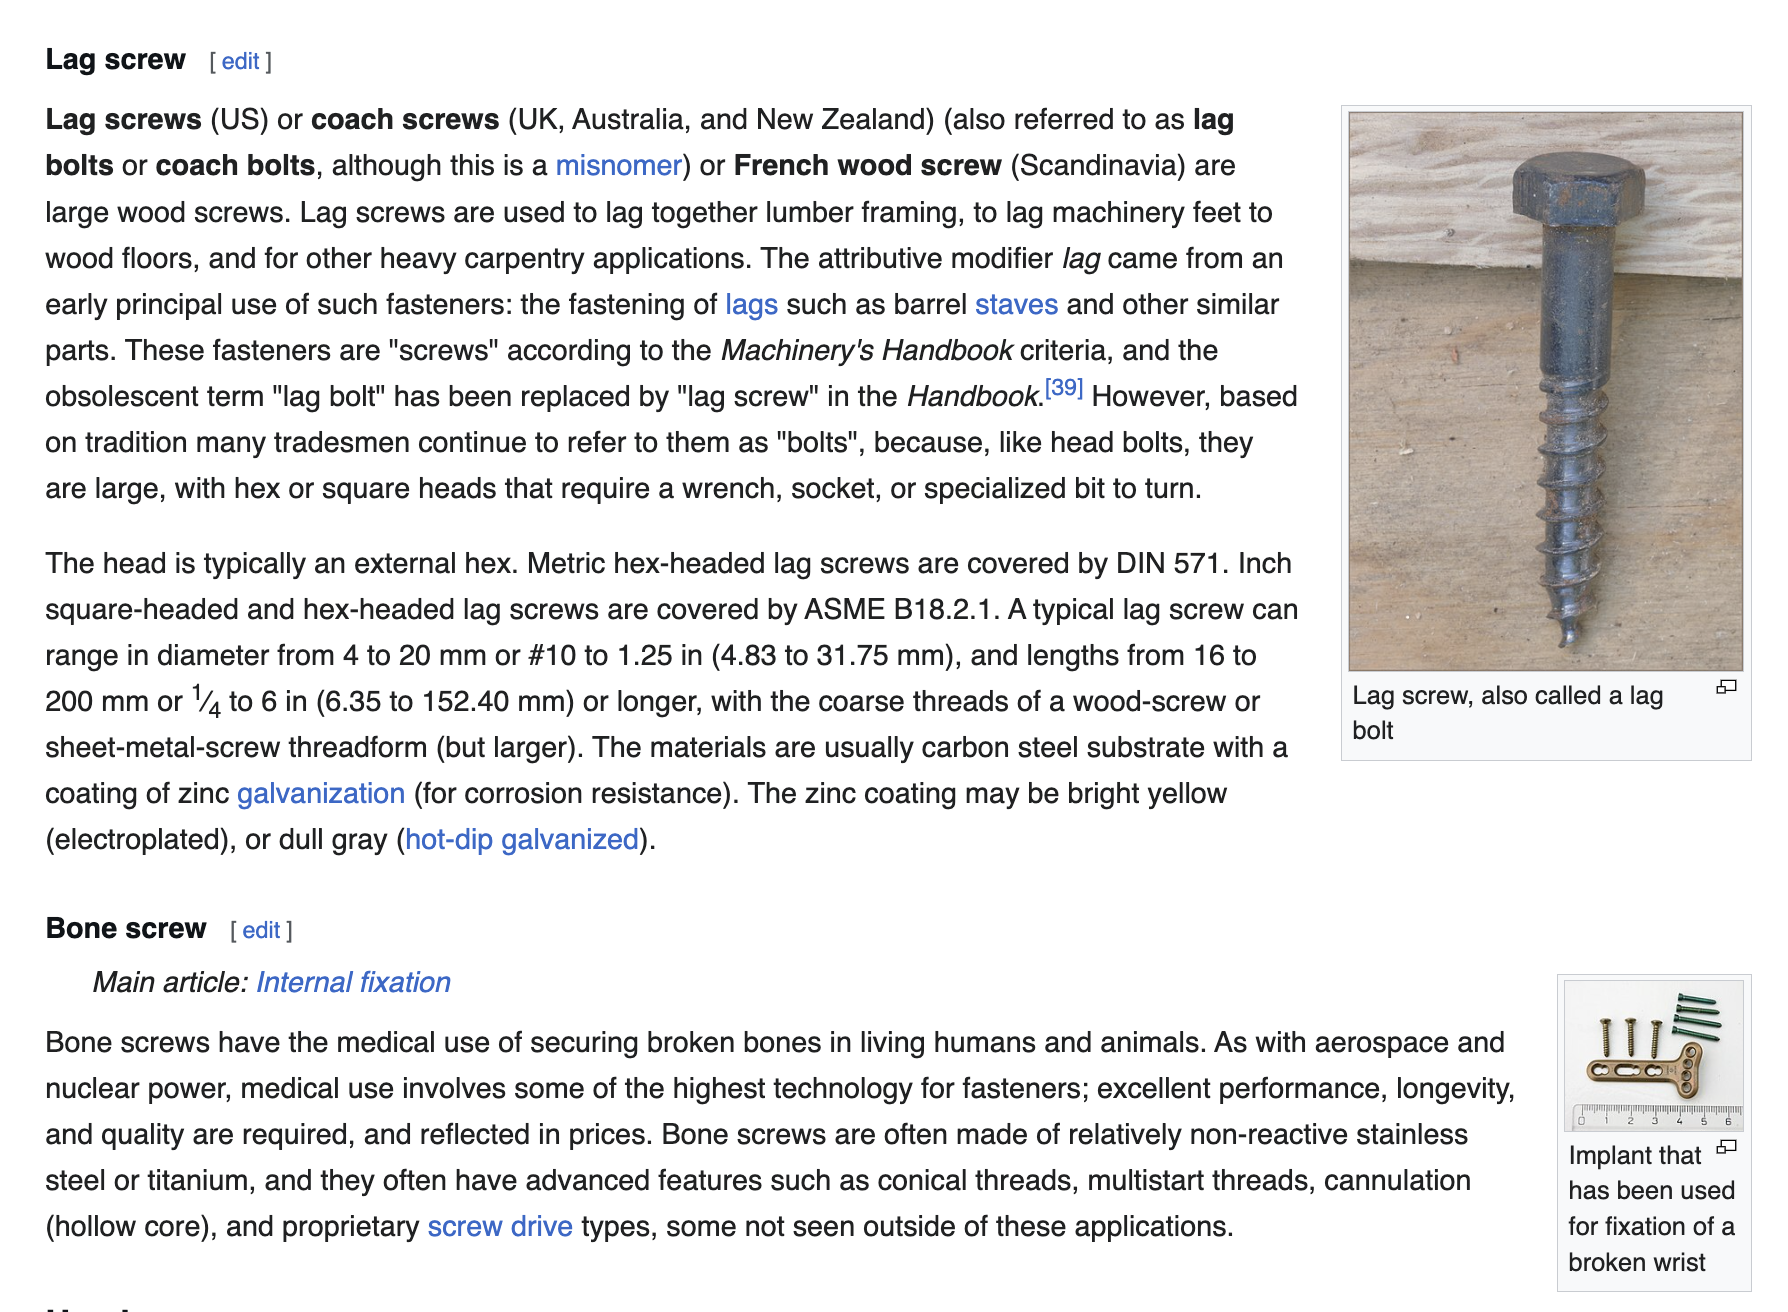 Lag screw [ edit ]
Lag screws (US) or coach screws (UK, Australia, and New Zealand) (also referred to as lag
bolts or coach bolts, although this is a misnomer) or French wood screw (Scandinavia) are
large wood screws. Lag screws are used to lag together lumber framing, to lag machinery feet to
wood floors, and for other heavy carpentry applications. The attributive modifier lag came from an
early principal use of such fasteners: the fastening of lags such as barrel staves and other similar
parts. These fasteners are "screws" according to the Machinery's Handbook criteria, and the
obsolescent term "lag bolt" has been replaced by "lag screw" in the Handbook.[39] However, based
on tradition many tradesmen continue to refer to them as "bolts", because, like head bolts, they
are large, with hex or square heads that require a wrench, socket, or specialized bit to turn.
The head is typically an external hex. Metric hex-headed lag screws are covered by DIN 571. Inch
square-headed and hex-headed lag screws are covered by ASME B18.2.1. A typical lag screw can
range in diameter from 4 to 20 mm or #10 to 1.25 in (4.83 to 31.75 mm), and lengths from 16 to
200 mm or 1⁄4 to 6 in (6.35 to 152.40 mm) or longer, with the coarse threads of a wood-screw or
sheet-metal-screw threadform (but larger). The materials are usually carbon steel substrate with a
coating of zinc galvanization (for corrosion resistance). The zinc coating may be bright yellow
(electroplated), or dull gray (hot-dip galvanized).
Lag screw, also called a lag
bolt
Bone screw [ edit ]
Main article: Internal fixation
Bone screws have the medical use of securing broken bones in living humans and animals. As with aerospace and
nuclear power, medical use involves some of the highest technology for fasteners; excellent performance, longevity,
and quality are required, and reflected in prices. Bone screws are often made of relatively non-reactive stainless
steel or titanium, and they often have advanced features such as conical threads, multistart threads, cannulation
(hollow core), and proprietary screw drive types, some not seen outside of these applications.
0 1 2 3 4 5 6
Implant that
has been used
for fixation of a
broken wrist